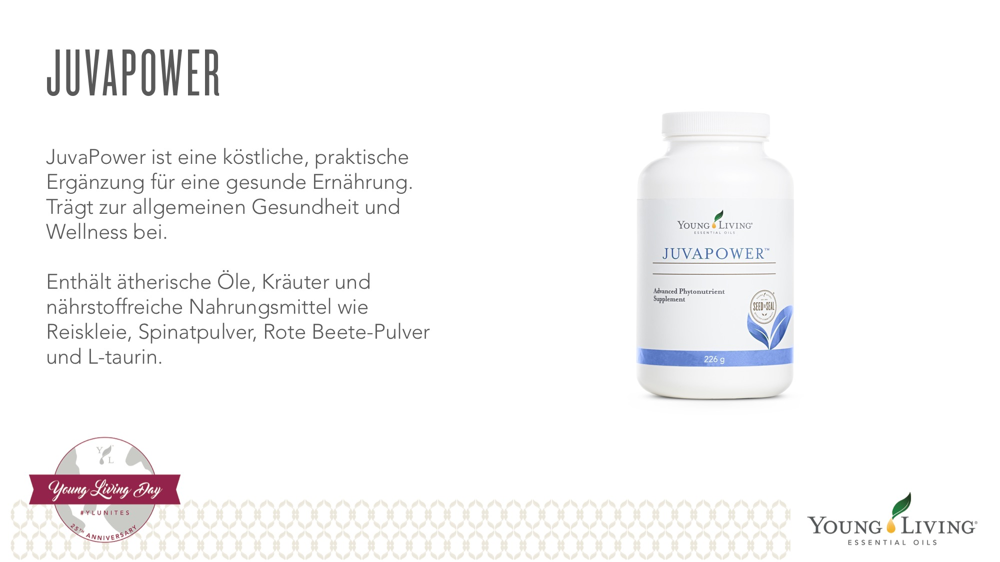 JUVAPOWER
JuvaPower ist eine köstliche, praktische
Ergänzung für eine gesunde Ernährung.
Trägt zur allgemeinen Gesundheit und
Wellness bei.
Enthält ätherische Öle, Kräuter und
nährstoffreiche Nahrungsmittel wie
Reiskleie, Spinatpulver, Rote Beete-Pulver
und L-taurin.
YOUNG LIVING®
ESSENTIAL OILS
JUVAPOWER™
Advanced Phytonutrient
Supplement
SEED TO SEAL
226 g
Y L
Young Living Day
#YLUNITES
25TH ANNIVERSARY
YOUNG LIVING®
ESSENTIAL OILS